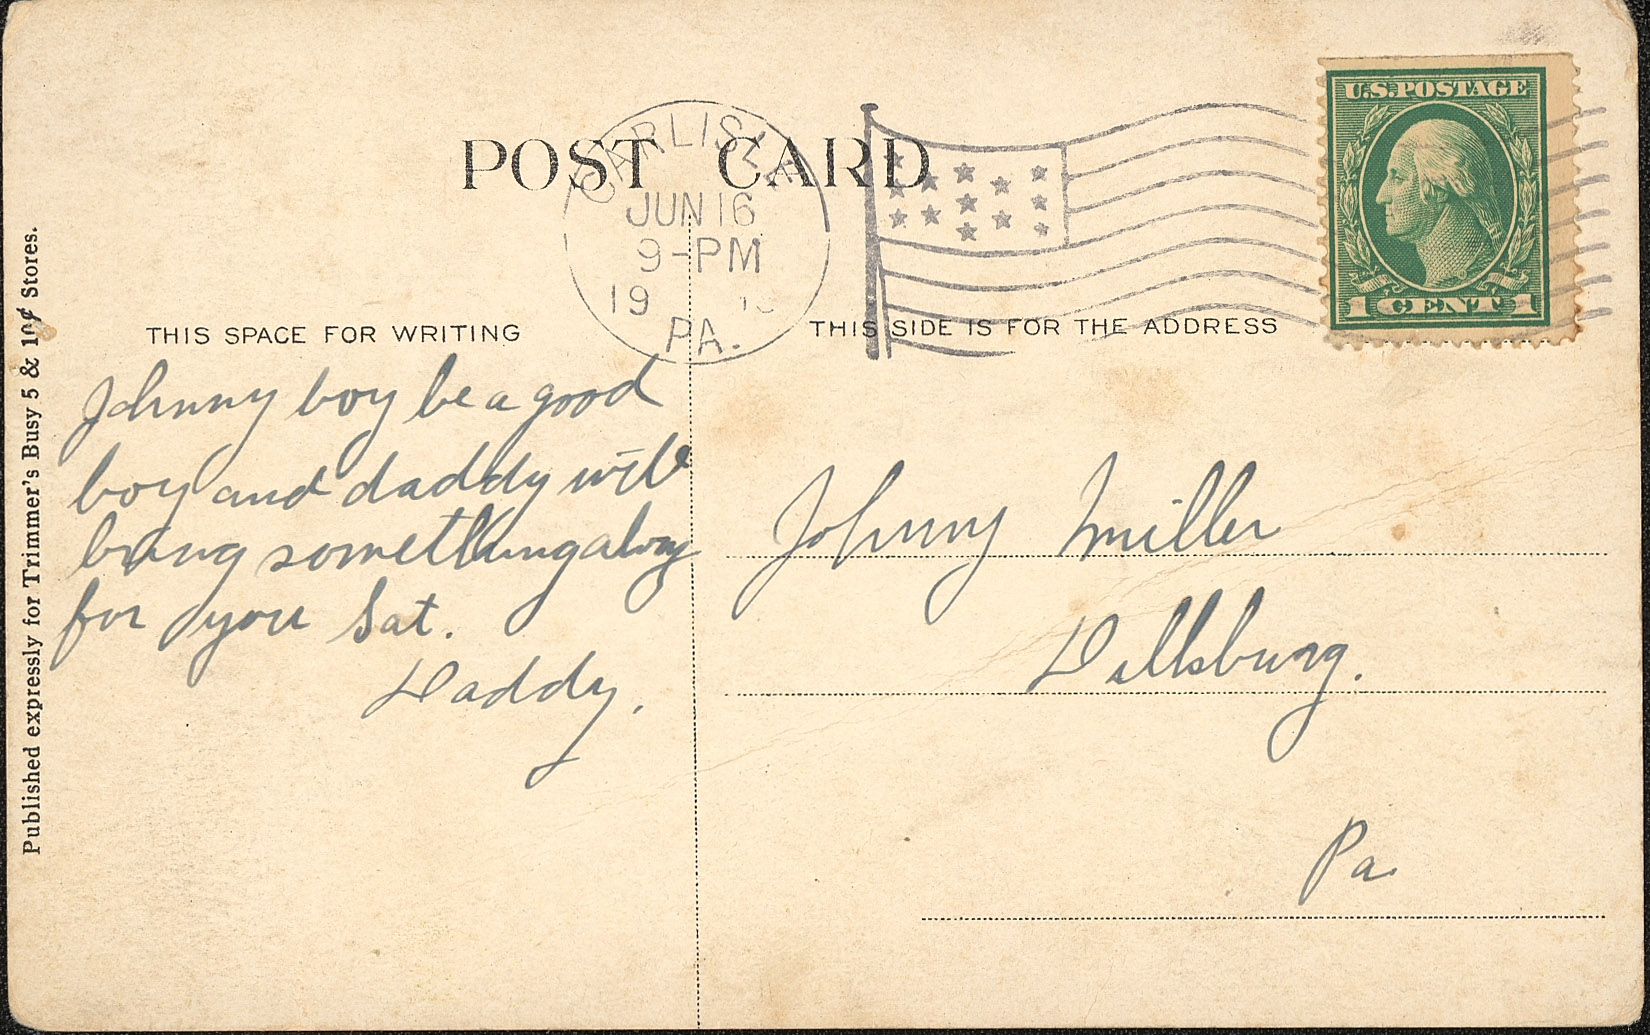 POST CARD
CARLISLE
JUN 16
9-PM
19
PA.
U.S.POSTAGE
1 CENT 1
THIS SPACE FOR WRITING
THIS SIDE IS FOR THE ADDRESS
Johnny boy be a good
boy and daddy will
bring something along
for you Sat.
Daddy.
Johnny Miller
Dillsburg.
Pa.
Published expressly for Trimmer's Busy 5 & 10¢ Stores.